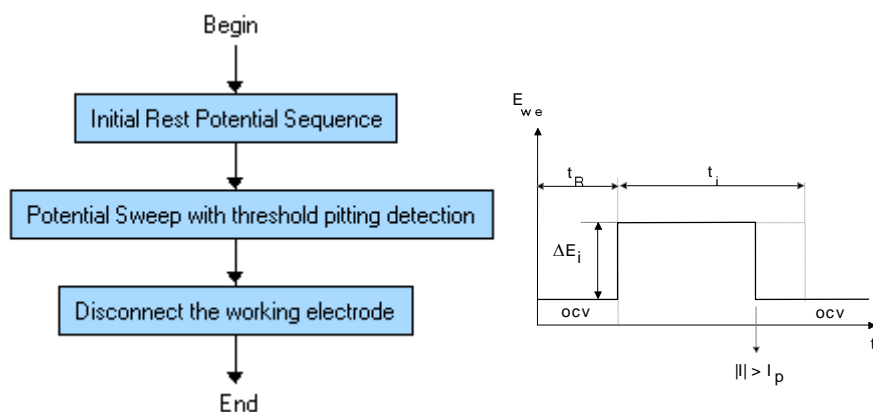 Begin
Initial Rest Potential Sequence
Potential Sweep with threshold pitting detection
Disconnect the working electrode
End
E we
t R
t i
ΔE i
ocv
ocv
t
|I| > I p